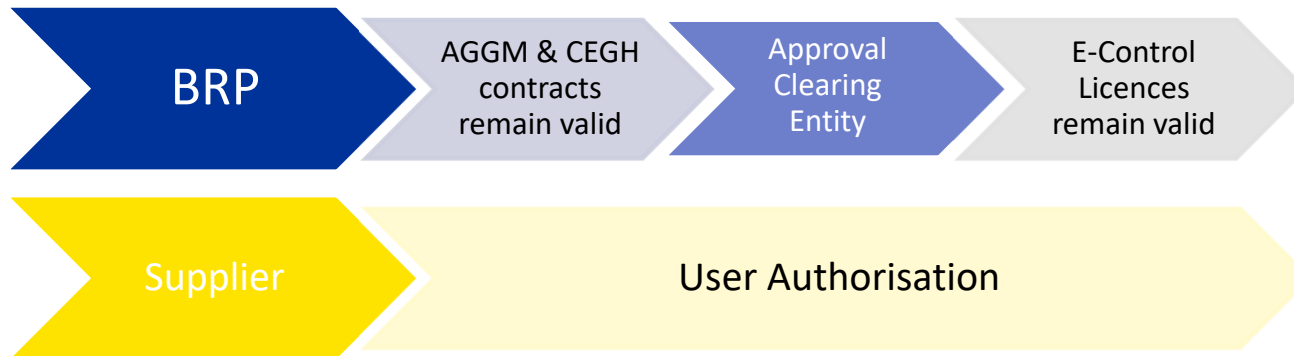 BRP
AGGM & CEGH
contracts
remain valid
Approval
Clearing
Entity
E-Control
Licences
remain valid
Supplier
User Authorisation